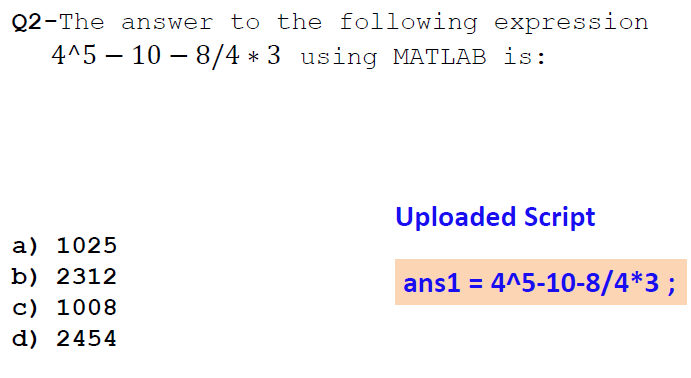 Q2-The answer to the following expression
4^5 − 10 − 8/4 ∗ 3 using MATLAB is:
Uploaded Script
a) 1025
b) 2312
ans1 = 4^5-10-8/4*3 ;
c) 1008
d) 2454